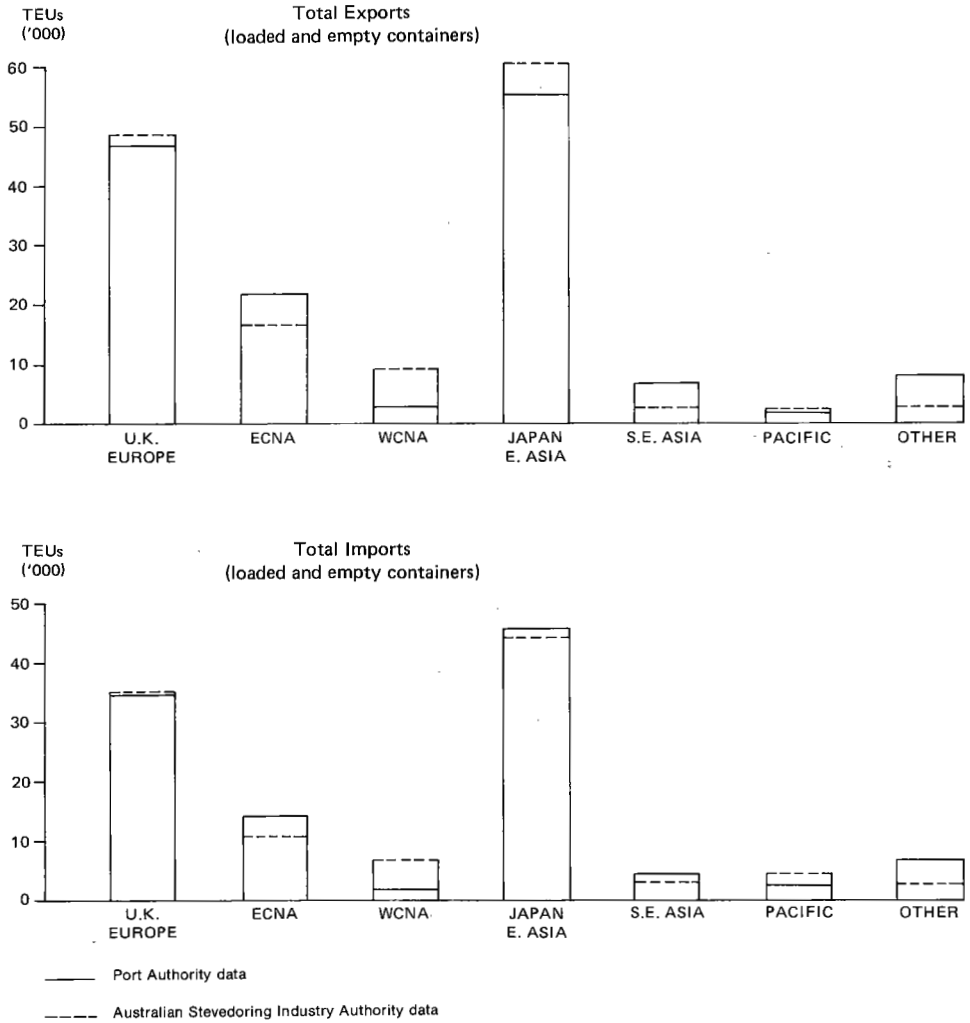 TEUs
('000)
Total Exports
(loaded and empty containers)
60
50
40
30
20
10
0
U.K.
EUROPE
ECNA
WCNA
JAPAN
E. ASIA
S.E. ASIA
PACIFIC
OTHER
TEUs
('000)
Total Imports
(loaded and empty containers)
50
40
30
20
10
0
U.K.
EUROPE
ECNA
WCNA
JAPAN
E. ASIA
S.E. ASIA
PACIFIC
OTHER
Port Authority data
Australian Stevedoring Industry Authority data